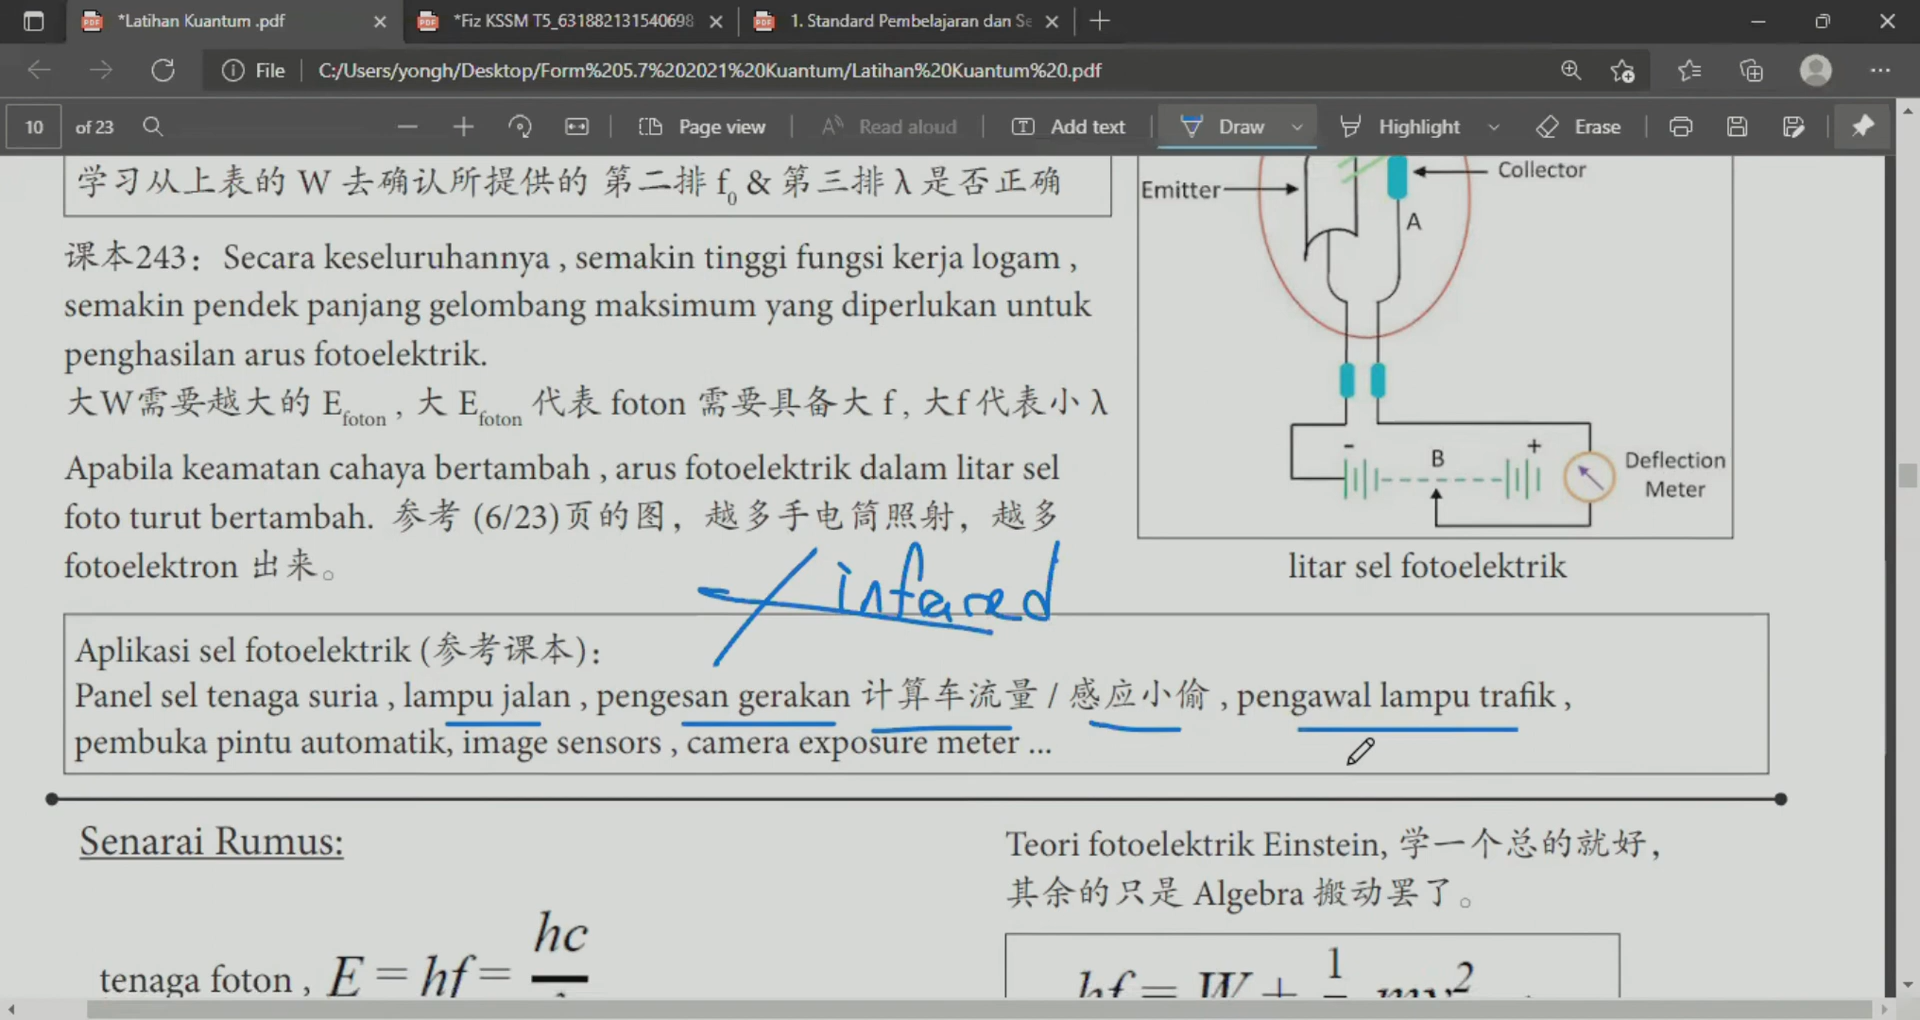 *Latihan Kuantum .pdf
*Fiz KSSM T5_631882131540698
1. Standard Pembelajaran dan Se
File
C:/Users/yongh/Desktop/Form%205.7%202021%20Kuantum/Latihan%20Kuantum%20.pdf
10 of 23
Page view
Read aloud
Add text
Draw
Highlight
Erase
学习从上表的 W 去确认所提供的 第二排 f₀ & 第三排 λ 是否正确
课本243： Secara keseluruhannya , semakin tinggi fungsi kerja logam ,
semakin pendek panjang gelombang maksimum yang diperlukan untuk
penghasilan arus fotoelektrik.
大W需要越大的 E foton , 大 E foton 代表 foton 需要具备大 f , 大f 代表小 λ
Apabila keamatan cahaya bertambah , arus fotoelektrik dalam litar sel
foto turut bertambah. 参考 (6/23)页的图，越多手电筒照射，越多
fotoelektron 出来。
Emitter
Collector
A
-
B
+
Deflection
Meter
litar sel fotoelektrik
infrared
Aplikasi sel fotoelektrik (参考课本)：
Panel sel tenaga suria , lampu jalan , pengesan gerakan 计算车流量 / 感应小偷 , pengawal lampu trafik ,
pembuka pintu automatik, image sensors , camera exposure meter ...
Senarai Rumus:
tenaga foton , E = hf = hc
Teori fotoelektrik Einstein, 学一个总的就好，
其余的只是 Algebra 搬动罢了。
hf = W + 1 mv²